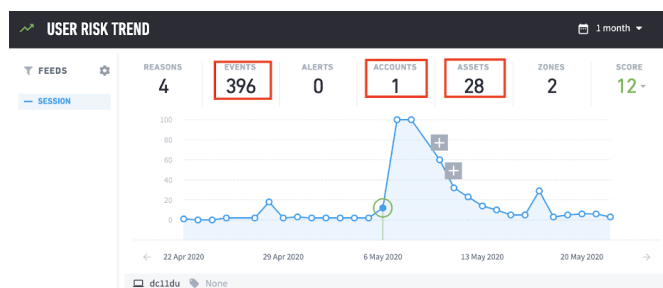 USER RISK TREND
1 month
FEEDS
SESSION
REASONS EVENTS ALERTS ACCOUNTS ASSETS ZONES SCORE
4 396 0 1 28 2 12
100
80
60
40
20
0
22 Apr 2020 29 Apr 2020 6 May 2020 13 May 2020 20 May 2020
dc11du None